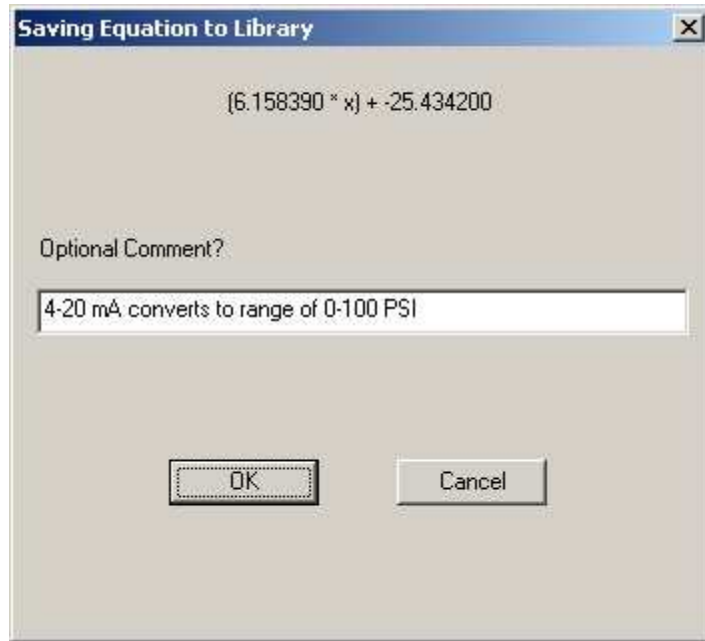 Saving Equation to Library
(6.158390 * x) + -25.434200
Optional Comment?
4-20 mA converts to range of 0-100 PSI
OK Cancel